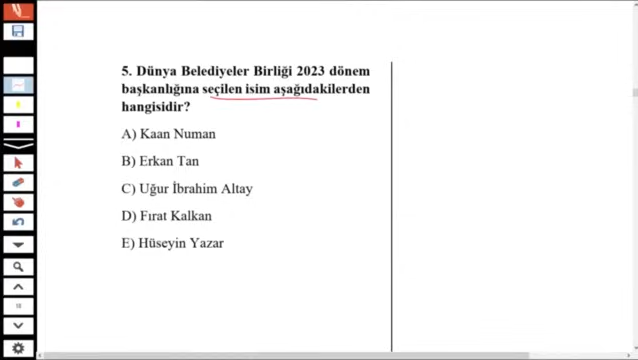 5. Dünya Belediyeler Birliği 2023 dönem
başkanlığına seçilen isim aşağıdakilerden
hangisidir?
A) Kaan Numan
B) Erkan Tan
C) Uğur İbrahim Altay
D) Fırat Kalkan
E) Hüseyin Yazar